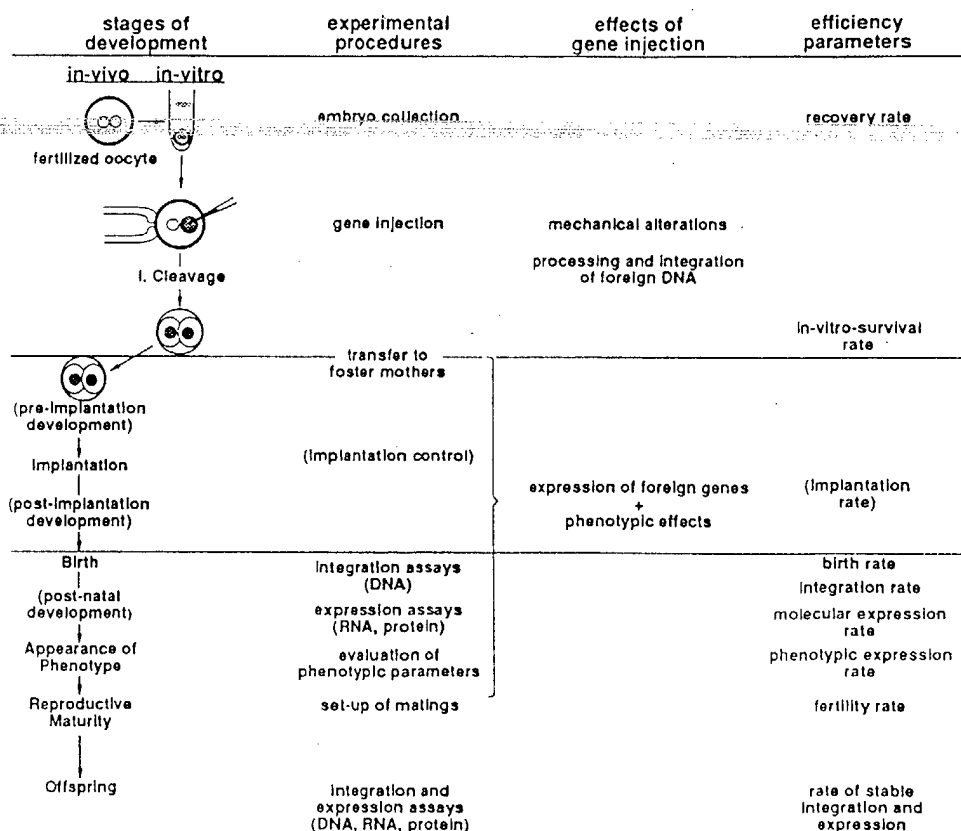 stages of development
experimental procedures
effects of gene injection
efficiency parameters
in-vivo in-vitro
embryo collection
recovery rate
fertilized oocyte
gene injection
mechanical alterations
processing and integration
of foreign DNA
I. Cleavage
in-vitro-survival
rate
transfer to
foster mothers
(pre-implantation
development)
(implantation control)
Implantation
expression of foreign genes
+
phenotypic effects
(implantation
rate)
(post-implantation
development)
Birth
integration assays
(DNA)
birth rate
integration rate
(post-natal
development)
expression assays
(RNA, protein)
molecular expression
rate
Appearance of
Phenotype
evaluation of
phenotypic parameters
phenotypic expression
rate
Reproductive
Maturity
set-up of matings
fertility rate
Offspring
integration and
expression assays
(DNA, RNA, protein)
rate of stable
integration and
expression